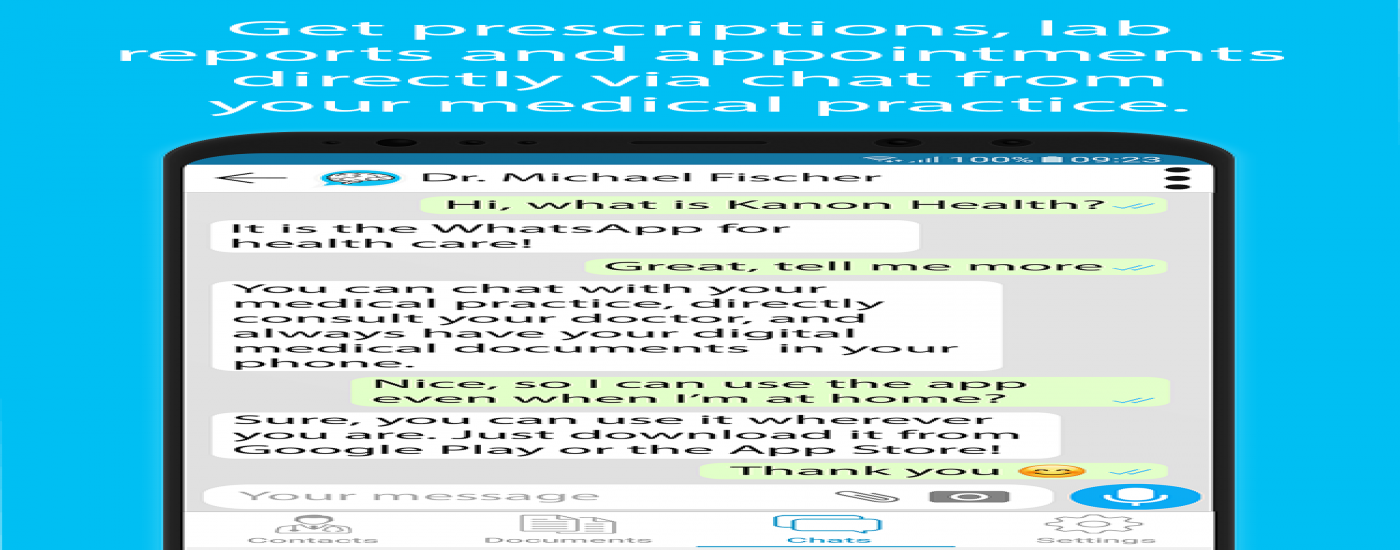 Get prescriptions, lab
reports and appointments
directly via chat from
your medical practice.
100% 09:23
Dr. Michael Fischer
Hi, what is Kanon Health?
It is the WhatsApp for
health care!
Great, tell me more
You can chat with your
medical practice, directly
consult your doctor, and
always have your digital
medical documents in your
phone.
Nice, so I can use the app
even when I'm at home?
Sure, you can use it wherever
you are. Just download it from
Google Play or the App Store!
Thank you 😊
Your message
Contacts Documents Chats Settings